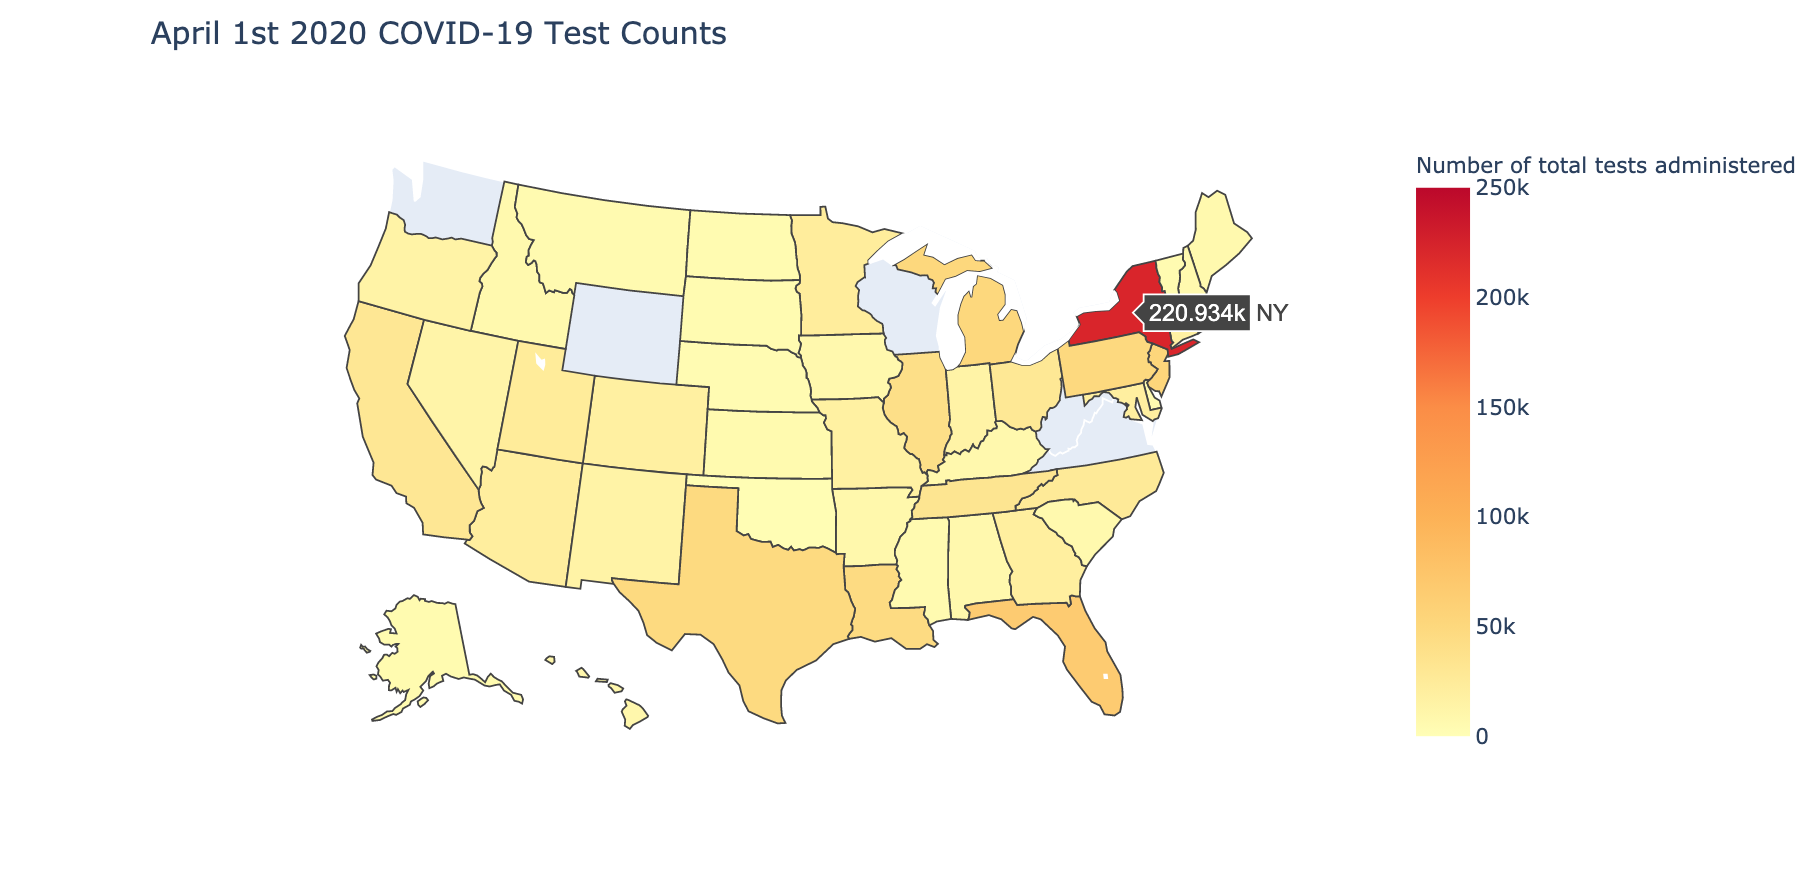 April 1st 2020 COVID-19 Test Counts
Number of total tests administered
250k
200k
150k
100k
50k
0
220.934k NY